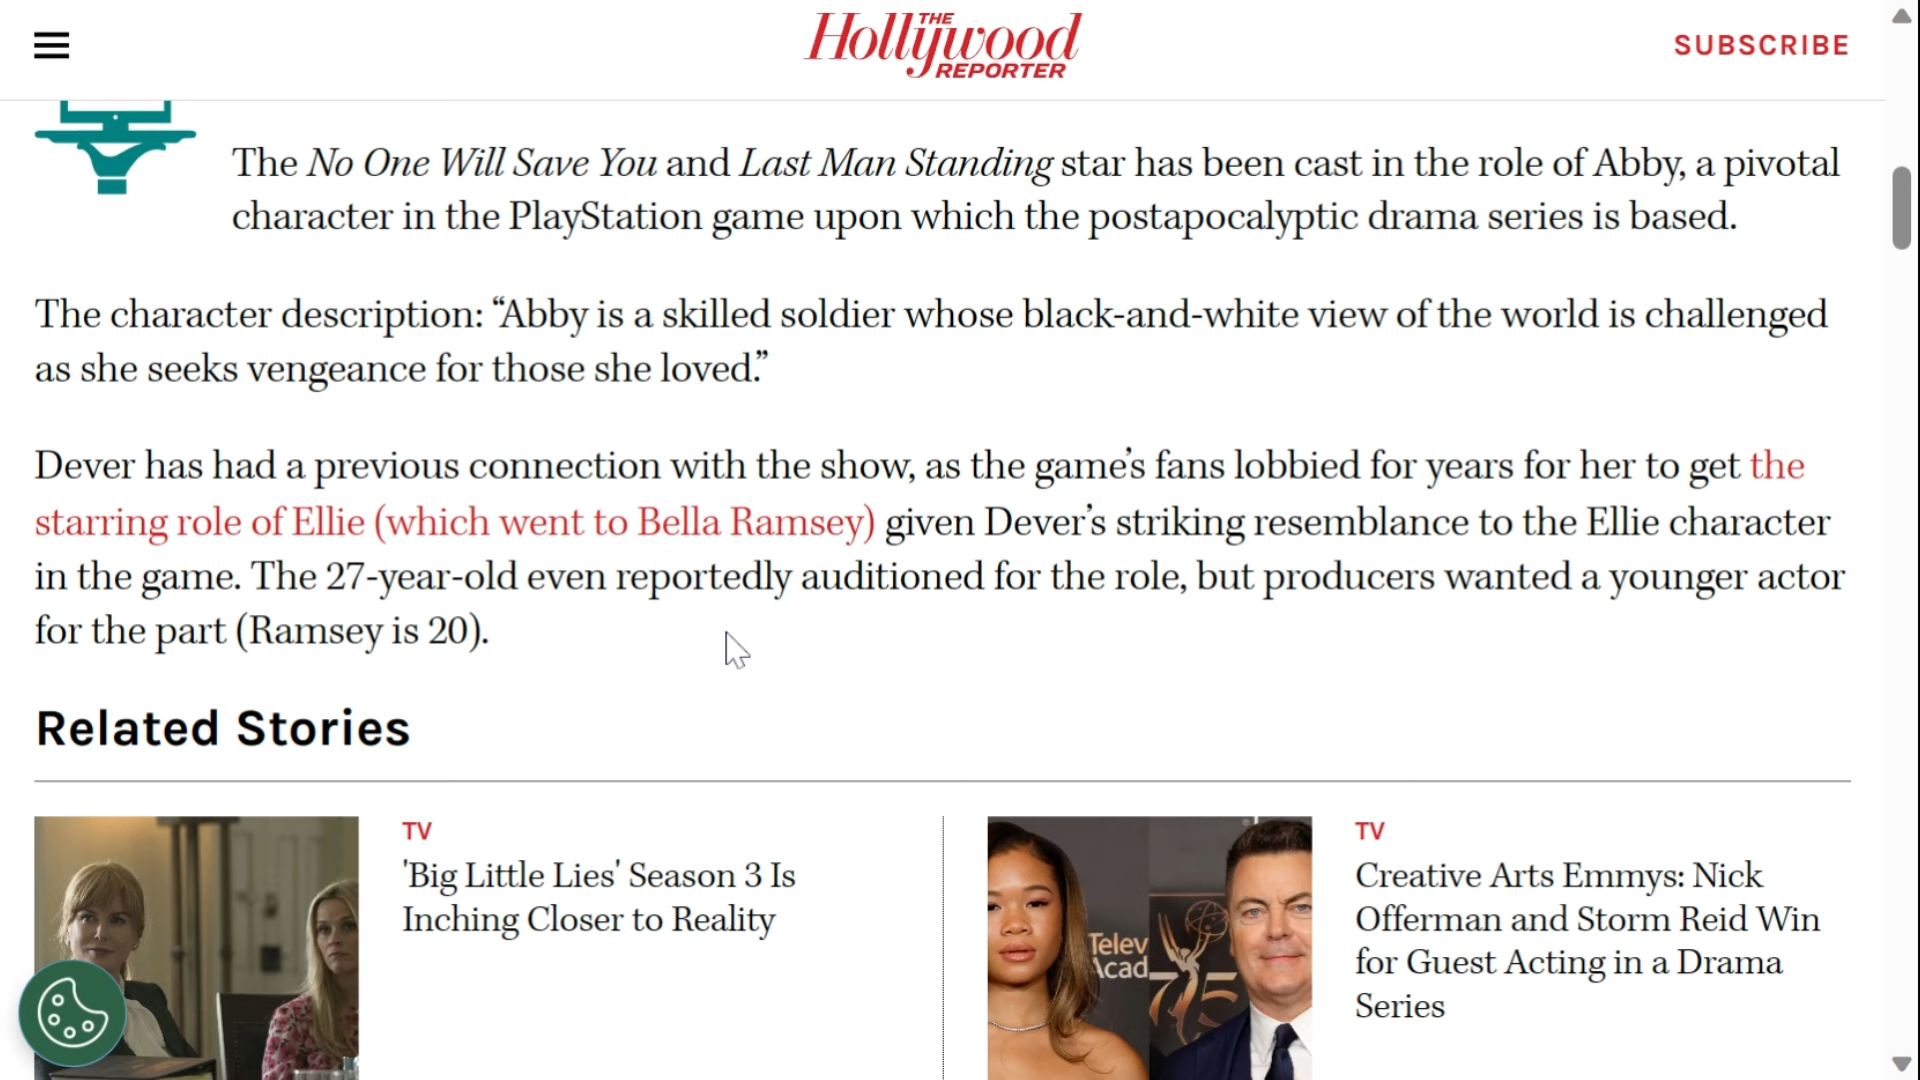 THE
Hollywood
REPORTER
SUBSCRIBE
The No One Will Save You and Last Man Standing star has been cast in the role of Abby, a pivotal
character in the PlayStation game upon which the postapocalyptic drama series is based.
The character description: “Abby is a skilled soldier whose black-and-white view of the world is challenged
as she seeks vengeance for those she loved.”
Dever has had a previous connection with the show, as the game’s fans lobbied for years for her to get the
starring role of Ellie (which went to Bella Ramsey) given Dever’s striking resemblance to the Ellie character
in the game. The 27-year-old even reportedly auditioned for the role, but producers wanted a younger actor
for the part (Ramsey is 20).
Related Stories
TV
'Big Little Lies' Season 3 Is
Inching Closer to Reality
Telev
Acad
75
TV
Creative Arts Emmys: Nick
Offerman and Storm Reid Win
for Guest Acting in a Drama
Series